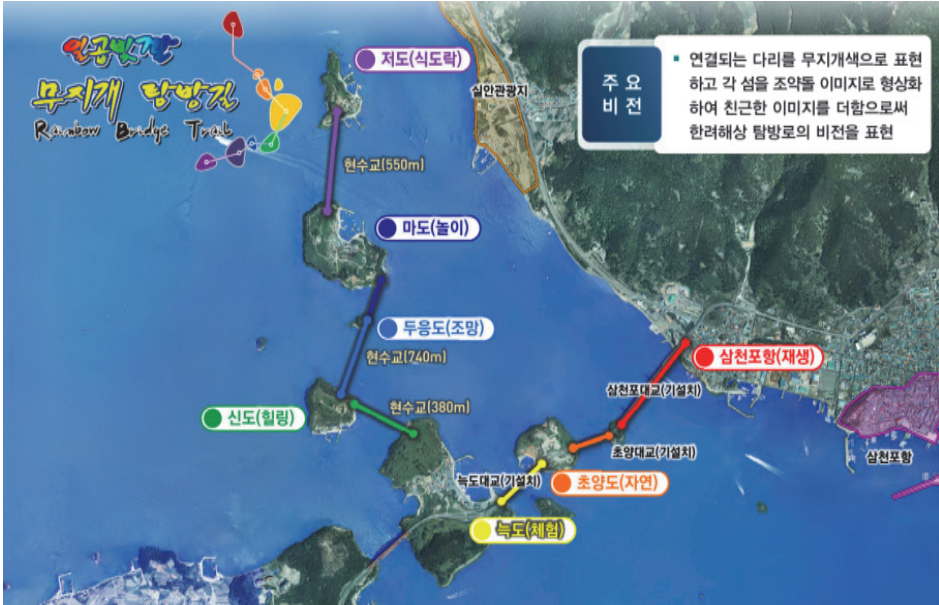 일곱빛깔
무지개 탐방길
Rainbow Bridge Trail
저도(식도락)
실안관광지
주요
비전
▪ 연결되는 다리를 무지개색으로 표현
하고 각 섬을 조약돌 이미지로 형상화
하여 친근한 이미지를 더함으로써
한려해상 탐방로의 비전을 표현
현수교(550m)
마도(놀이)
두응도(조망)
현수교(740m)
삼천포항(재생)
삼천포대교(기설치)
신도(힐링)
현수교(380m)
초양대교(기설치)
삼천포항
늑도대교(기설치)
초양도(자연)
늑도(체험)